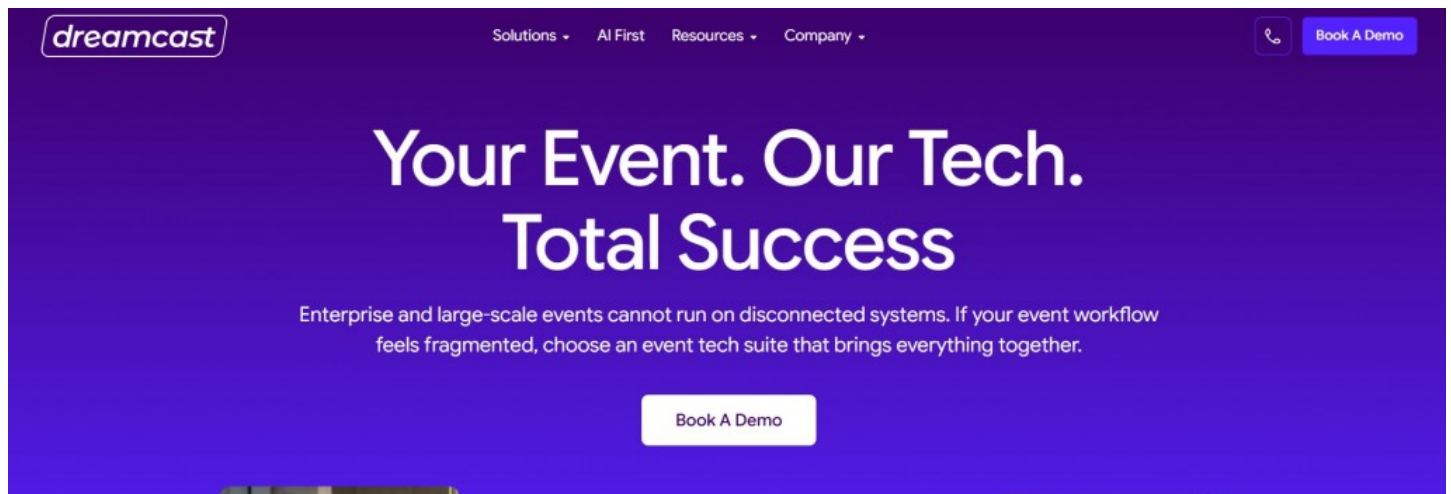 dreamcast
Solutions
AI First
Resources
Company
Book A Demo
Your Event. Our Tech.
Total Success
Enterprise and large-scale events cannot run on disconnected systems. If your event workflow
feels fragmented, choose an event tech suite that brings everything together.
Book A Demo